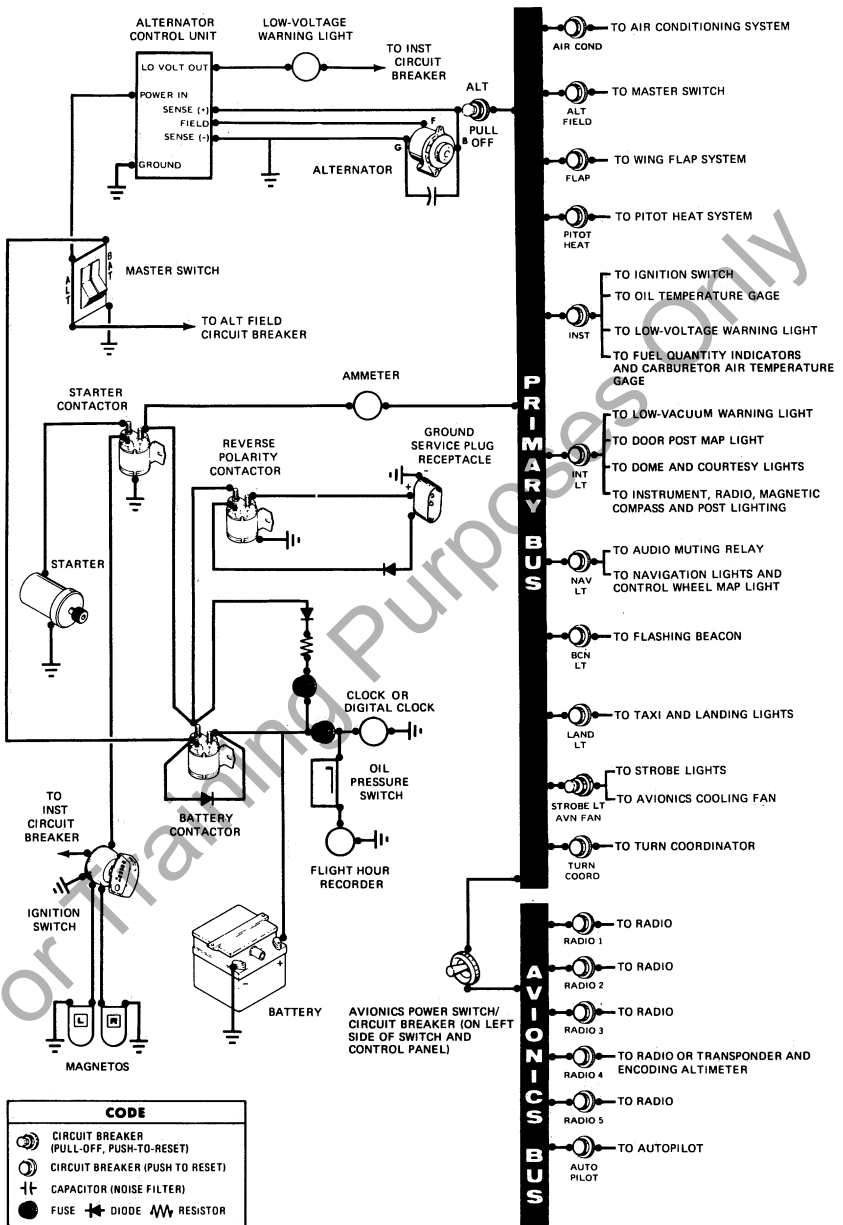 ALTERNATOR
CONTROL UNIT
LOW-VOLTAGE
WARNING LIGHT
TO INST
CIRCUIT
BREAKER
LO VOLT OUT
POWER IN
SENSE (+)
FIELD
SENSE (-)
GROUND
ALT
PULL
OFF
F
B
G
ALTERNATOR
BAT
ALT
MASTER SWITCH
TO ALT FIELD
CIRCUIT BREAKER
AMMETER
STARTER
CONTACTOR
REVERSE
POLARITY
CONTACTOR
GROUND
SERVICE PLUG
RECEPTACLE
-
+
STARTER
CLOCK OR
DIGITAL CLOCK
OIL
PRESSURE
SWITCH
BATTERY
CONTACTOR
FLIGHT HOUR
RECORDER
TO
INST
CIRCUIT
BREAKER
IGNITION
SWITCH
L
R
MAGNETOS
-
+
BATTERY
AVIONICS POWER SWITCH/
CIRCUIT BREAKER (ON LEFT
SIDE OF SWITCH AND
CONTROL PANEL)
PRIMARY BUS
AIR COND
TO AIR CONDITIONING SYSTEM
ALT
FIELD
TO MASTER SWITCH
FLAP
TO WING FLAP SYSTEM
PITOT
HEAT
TO PITOT HEAT SYSTEM
INST
TO IGNITION SWITCH
TO OIL TEMPERATURE GAGE
TO LOW-VOLTAGE WARNING LIGHT
TO FUEL QUANTITY INDICATORS
AND CARBURETOR AIR TEMPERATURE
GAGE
INT
LT
TO LOW-VACUUM WARNING LIGHT
TO DOOR POST MAP LIGHT
TO DOME AND COURTESY LIGHTS
TO INSTRUMENT, RADIO, MAGNETIC
COMPASS AND POST LIGHTING
NAV
LT
TO AUDIO MUTING RELAY
TO NAVIGATION LIGHTS AND
CONTROL WHEEL MAP LIGHT
BCN
LT
TO FLASHING BEACON
LAND
LT
TO TAXI AND LANDING LIGHTS
STROBE LT
AVN FAN
TO STROBE LIGHTS
TO AVIONICS COOLING FAN
TURN
COORD
TO TURN COORDINATOR
AVIONICS BUS
RADIO 1
TO RADIO
RADIO 2
TO RADIO
RADIO 3
TO RADIO
RADIO 4
TO RADIO OR TRANSPONDER AND
ENCODING ALTIMETER
RADIO 5
TO RADIO
AUTO
PILOT
TO AUTOPILOT
CODE
CIRCUIT BREAKER
(PULL-OFF, PUSH-TO-RESET)
CIRCUIT BREAKER (PUSH TO RESET)
CAPACITOR (NOISE FILTER)
FUSE DIODE RESISTOR
or Training Purposes Only